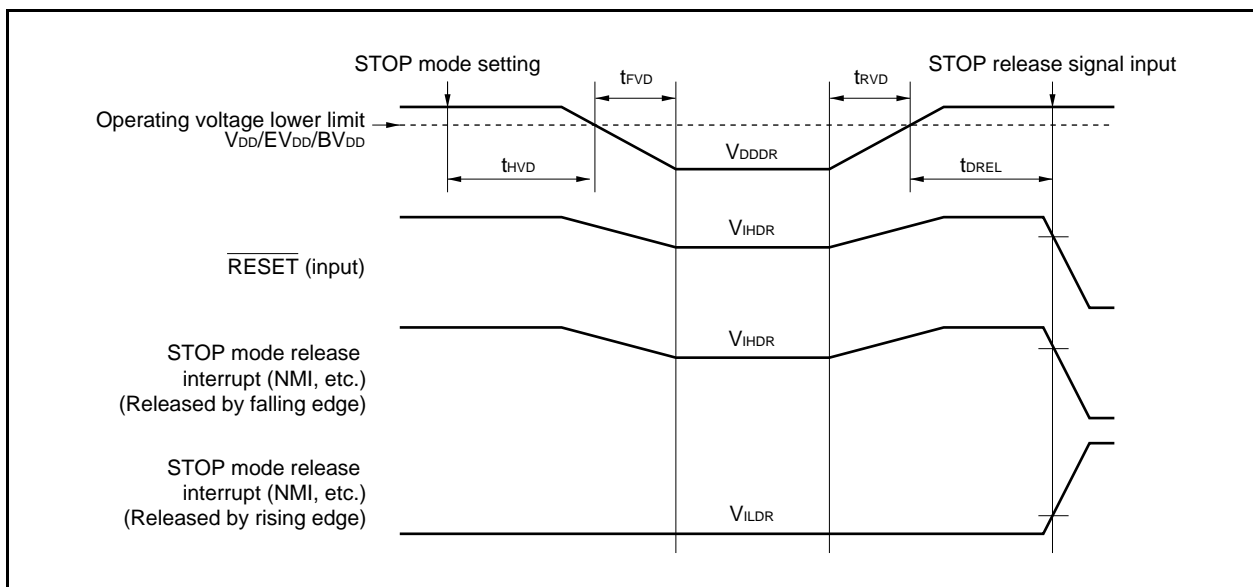 STOP mode setting
tFVD
tRVD
STOP release signal input
Operating voltage lower limit
VDD/EVDD/BVDD
VDDDR
tHVD
tDREL
VIHDR
RESET (input)
VIHDR
STOP mode release
interrupt (NMI, etc.)
(Released by falling edge)
STOP mode release
interrupt (NMI, etc.)
(Released by rising edge)
VILDR